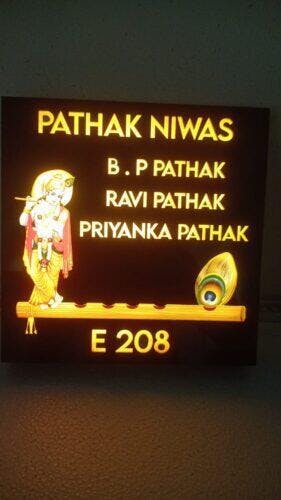 PATHAK NIWAS
B . P PATHAK
RAVI PATHAK
PRIYANKA PATHAK
E 208